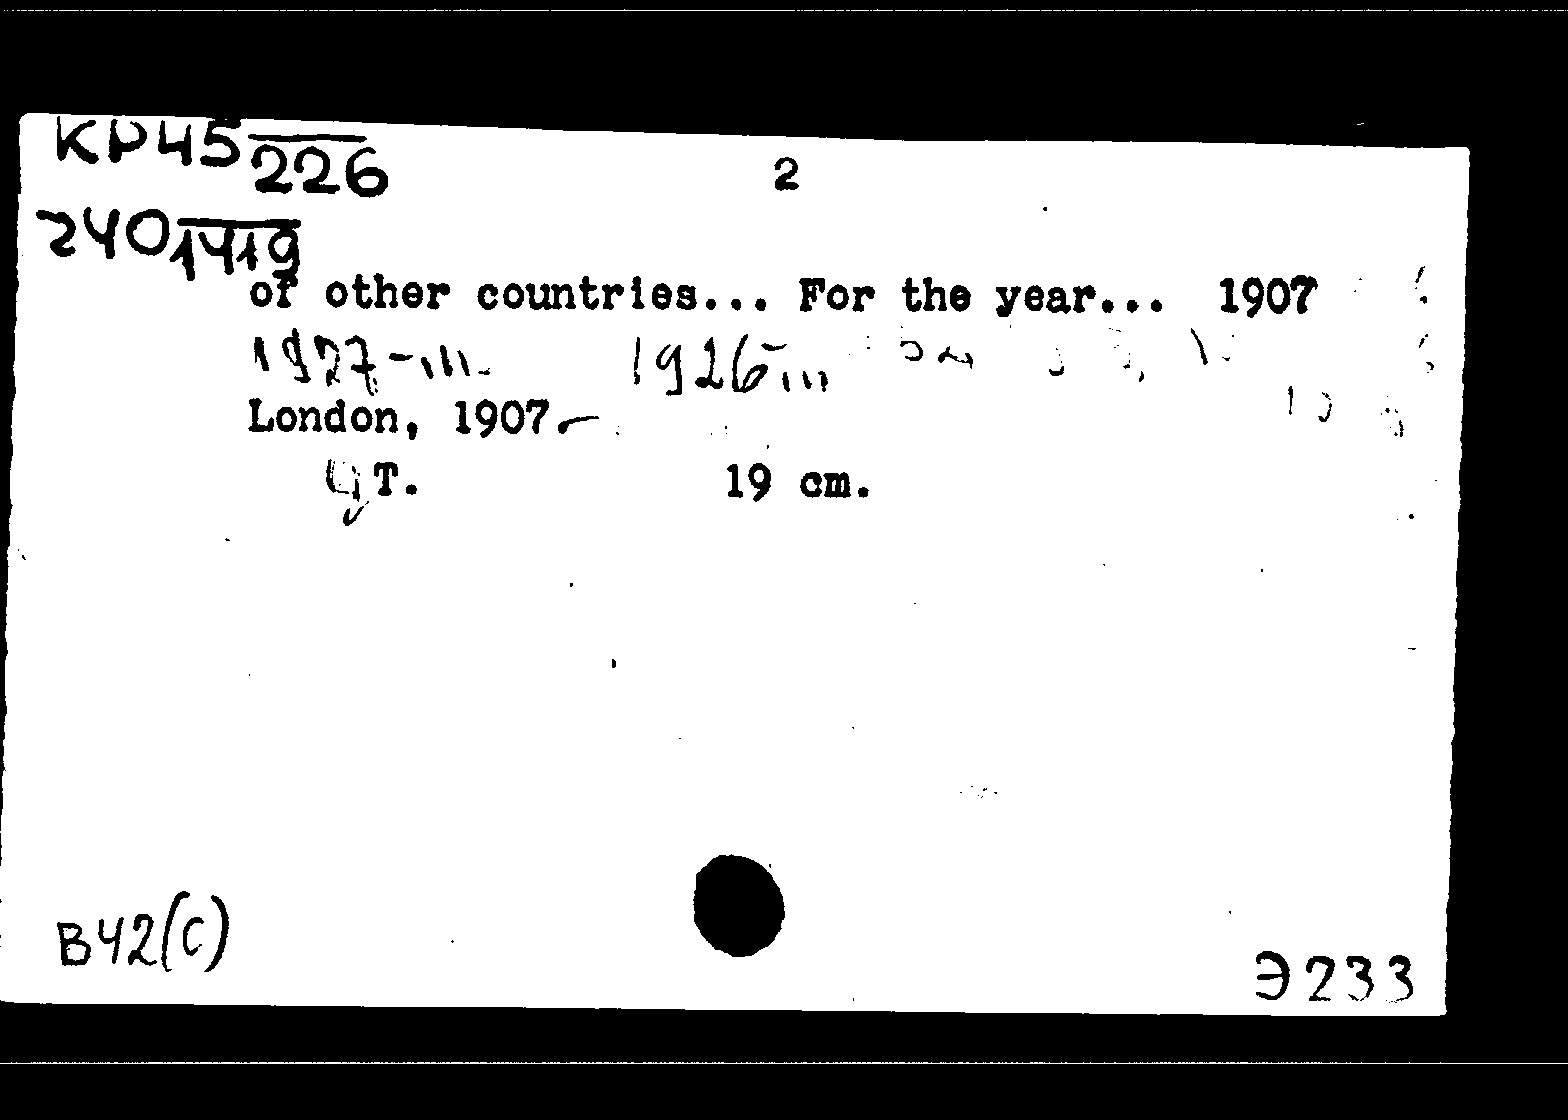 КР45 226
2
240 1419
of other countries... For the year... 1907
1927-III. 1926 III
London, 1907-
T. 19 cm.
В42(с)
Э233